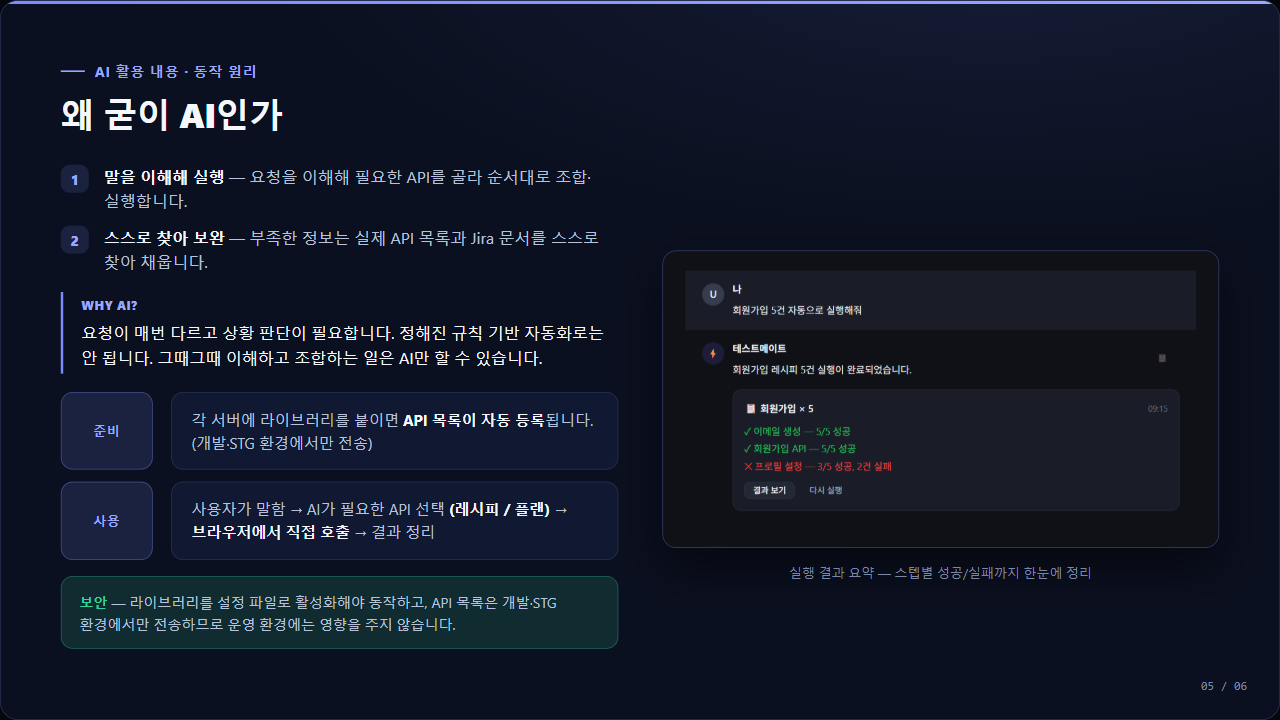 AI 활용 내용 · 동작 원리
왜 굳이 AI인가
1
말을 이해해 실행 — 요청을 이해해 필요한 API를 골라 순서대로 조합·
실행합니다.
2
스스로 찾아 보완 — 부족한 정보는 실제 API 목록과 Jira 문서를 스스로
찾아 채웁니다.
WHY AI?
요청이 매번 다르고 상황 판단이 필요합니다. 정해진 규칙 기반 자동화로는
안 됩니다. 그때그때 이해하고 조합하는 일은 AI만 할 수 있습니다.
준비
각 서버에 라이브러리를 붙이면 API 목록이 자동 등록됩니다.
(개발·STG 환경에서만 전송)
사용
사용자가 말함 → AI가 필요한 API 선택 (레시피 / 플랜) →
브라우저에서 직접 호출 → 결과 정리
보안 — 라이브러리를 설정 파일로 활성화해야 동작하고, API 목록은 개발·STG
환경에서만 전송하므로 운영 환경에는 영향을 주지 않습니다.
U
나
회원가입 5건 자동으로 실행해줘
테스트메이트
회원가입 레시피 5건 실행이 완료되었습니다.
회원가입 × 5
09:15
✓ 이메일 생성 — 5/5 성공
✓ 회원가입 API — 5/5 성공
✕ 프로필 설정 — 3/5 성공, 2건 실패
결과 보기
다시 실행
실행 결과 요약 — 스텝별 성공/실패까지 한눈에 정리
05 / 06